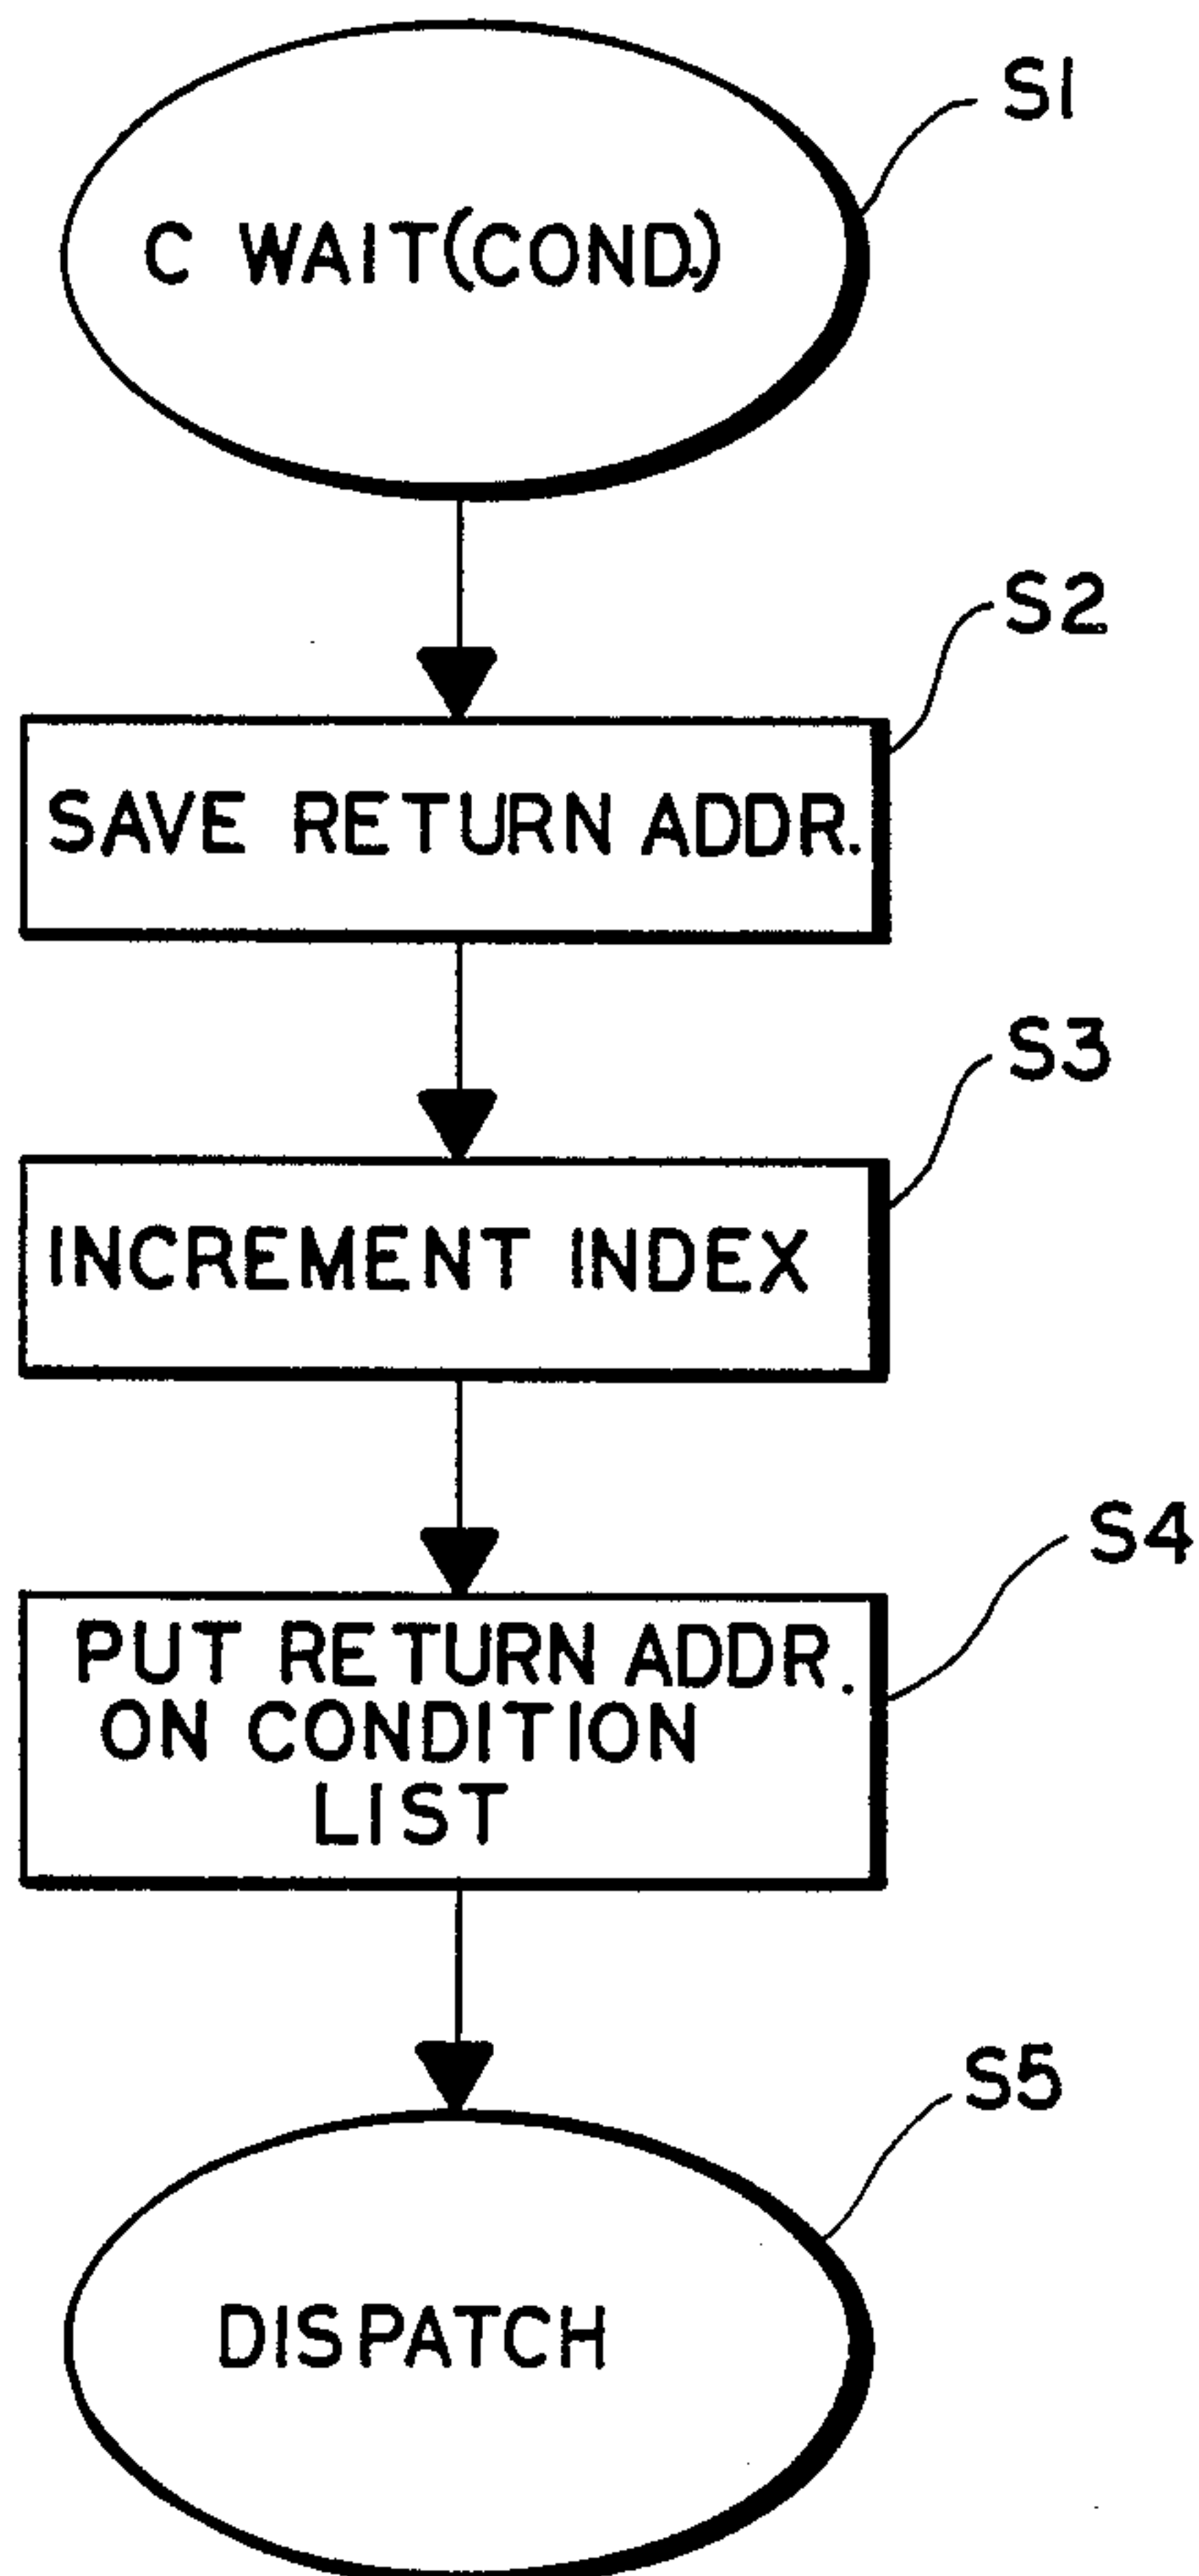 S1
C WAIT(COND.)
S2
SAVE RETURN ADDR.
S3
INCREMENT INDEX
S4
PUT RETURN ADDR.
ON CONDITION
LIST
S5
DISPATCH